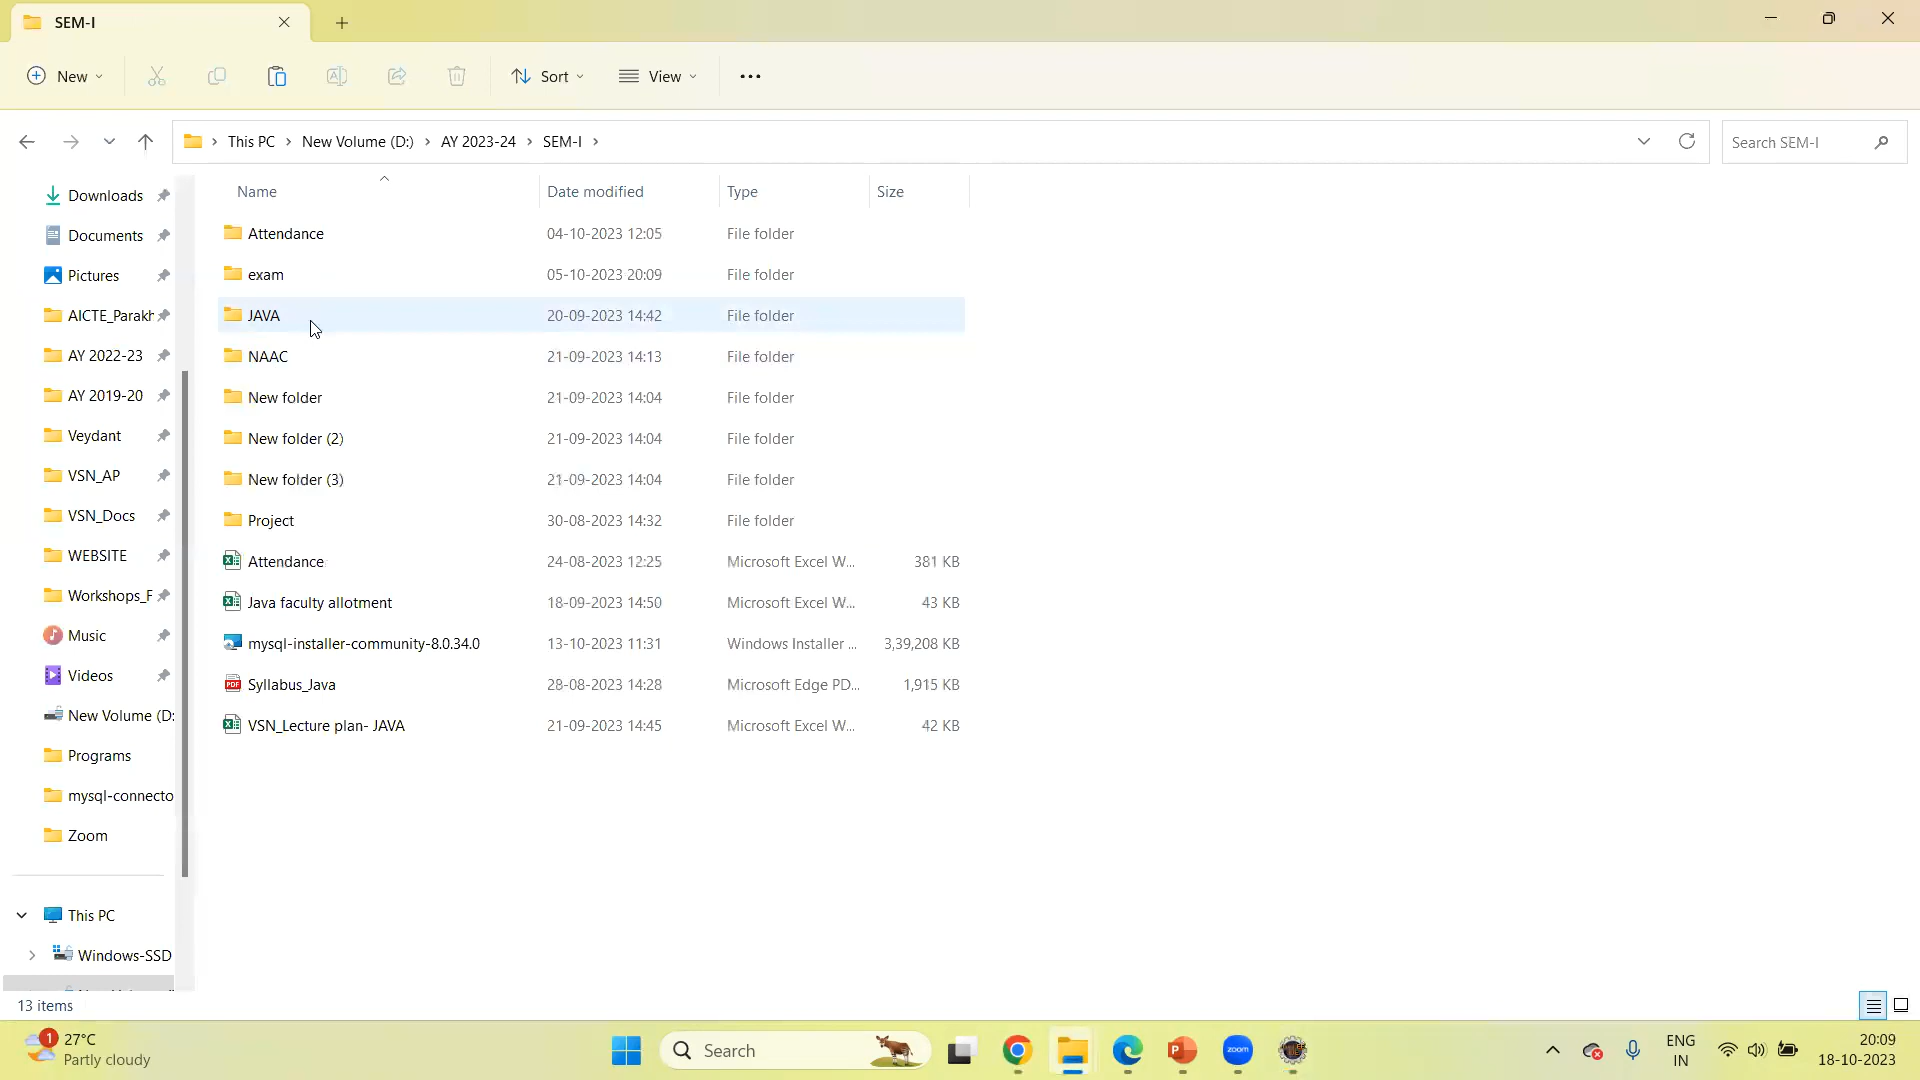 SEM-I
New
Sort
View
This PC
New Volume (D:)
AY 2023-24
SEM-I
Search SEM-I
Name
Date modified
Type
Size
Downloads
Documents
Pictures
AICTE_Parakh
AY 2022-23
AY 2019-20
Veydant
VSN_AP
VSN_Docs
WEBSITE
Workshops_F
Music
Videos
New Volume (D:
Programs
mysql-connecto
Zoom
This PC
Windows-SSD
Attendance 04-10-2023 12:05 File folder
exam 05-10-2023 20:09 File folder
JAVA 20-09-2023 14:42 File folder
NAAC 21-09-2023 14:13 File folder
New folder 21-09-2023 14:04 File folder
New folder (2) 21-09-2023 14:04 File folder
New folder (3) 21-09-2023 14:04 File folder
Project 30-08-2023 14:32 File folder
Attendance 24-08-2023 12:25 Microsoft Excel W... 381 KB
Java faculty allotment 18-09-2023 14:50 Microsoft Excel W... 43 KB
mysql-installer-community-8.0.34.0 13-10-2023 11:31 Windows Installer ... 3,39,208 KB
Syllabus_Java 28-08-2023 14:28 Microsoft Edge PD... 1,915 KB
VSN_Lecture plan- JAVA 21-09-2023 14:45 Microsoft Excel W... 42 KB
13 items
1
27°C
Partly cloudy
Search
zoom
ENG
IN
20:09
18-10-2023